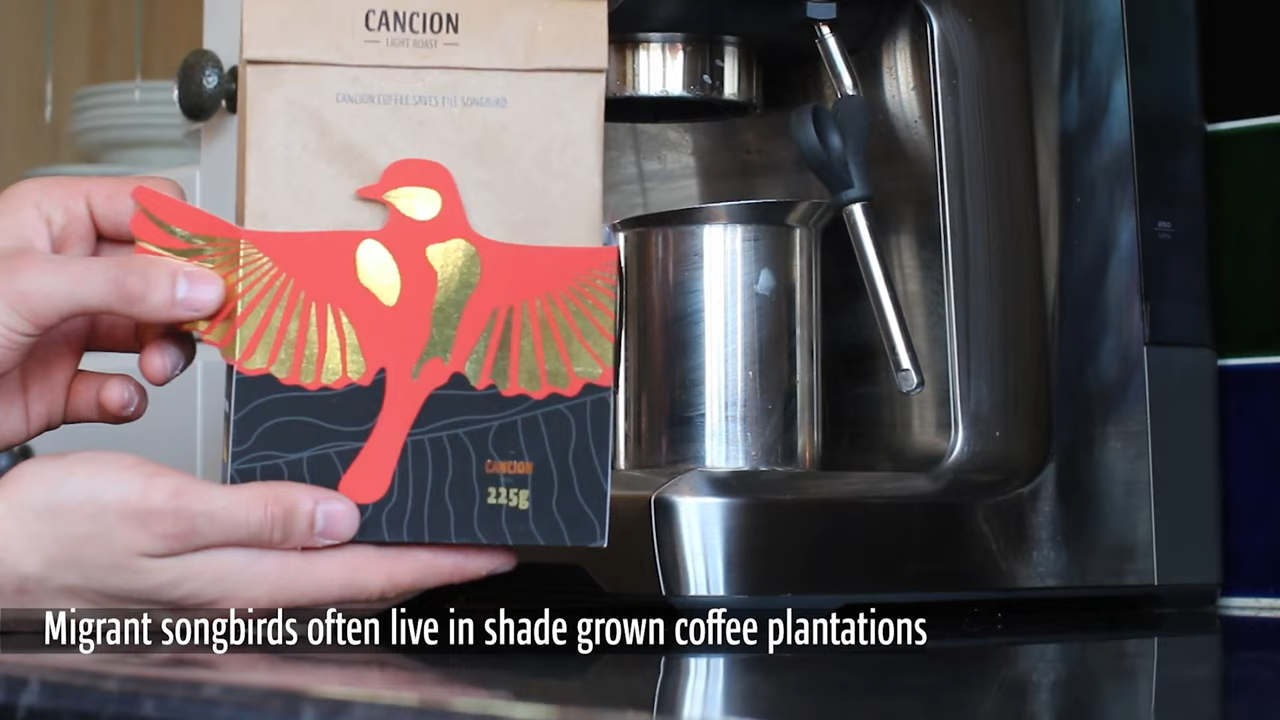 CANCION
LIGHT ROAST
CANCION COFFEE SAVES THE SONGBIRD
CANCION
225g
Migrant songbirds often live in shade grown coffee plantations